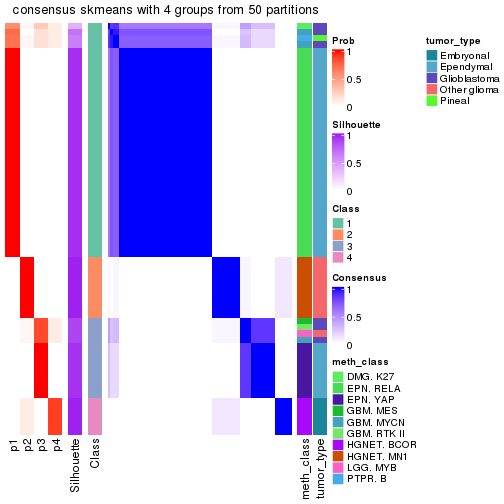 consensus skmeans with 4 groups from 50 partitions
p1
p2
p3
p4
Silhouette
Class
meth_class
tumor_type
Prob
1
0.5
0
Silhouette
1
0.5
0
Class
1
2
3
4
Consensus
1
0.5
0
meth_class
DMG, K27
EPN, RELA
EPN, YAP
GBM, MES
GBM, MYCN
GBM, RTK II
HGNET, BCOR
HGNET, MN1
LGG, MYB
PTPR, B
tumor_type
Embryonal
Ependymal
Glioblastoma
Other glioma
Pineal